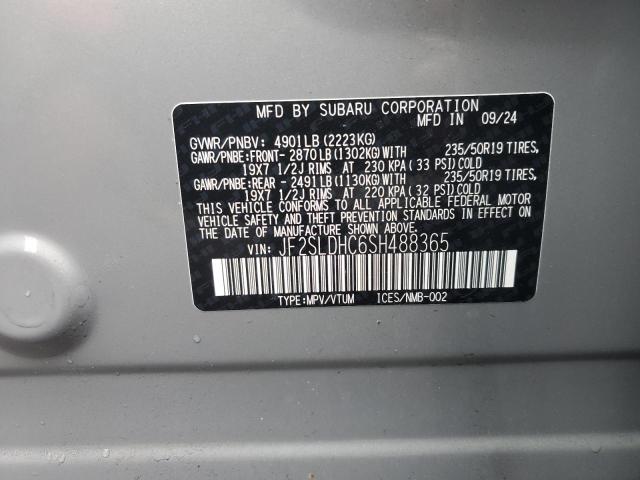 MFD BY SUBARU CORPORATION
MFD IN 09/24
GVWR/PNBV: 4901LB (2223KG)
GAWR/PNBE:FRONT- 2870LB (1302KG)WITH 235/50R19 TIRES,
19X7 1/2J RIMS AT 230 KPA (33 PSI)COLD
GAWR/PNBE:REAR - 2491LB (1130KG)WITH 235/50R19 TIRES,
19X7 1/2J RIMS AT 220 KPA (32 PSI)COLD
THIS VEHICLE CONFORMS TO ALL APPLICABLE FEDERAL MOTOR
VEHICLE SAFETY AND THEFT PREVENTION STANDARDS IN EFFECT ON
THE DATE OF MANUFACTURE SHOWN ABOVE.
VIN: JF2SLDHC6SH488365
TYPE:MPV/VTUM ICES/NMB-002